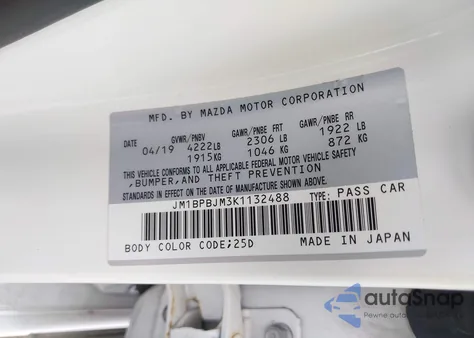 MFD. BY MAZDA MOTOR CORPORATION
DATE GVWR/PNBV GAWR/PNBE FRT GAWR/PNBE RR
04/19 4222LB 2306 LB 1922 LB
1915KG 1046 KG 872 KG
THIS VEHICLE CONFORMS TO ALL APPLICABLE FEDERAL MOTOR VEHICLE SAFETY
,BUMPER,AND THEFT PREVENTION
STANDARDS IN EFFECT ON THE DATE OF MANUFACTURE SHOWN ABOVE.
JM1BPBJM3K1132488 TYPE: PASS CAR
BODY COLOR CODE;25D MADE IN JAPAN
autoSnap
Pewne auto